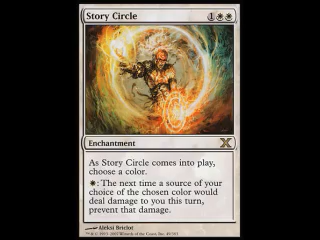 Story Circle 1
Enchantment X
As Story Circle comes into play,
choose a color.
: The next time a source of your
choice of the chosen color would
deal damage to you this turn,
prevent that damage.
Aleksi Briclot